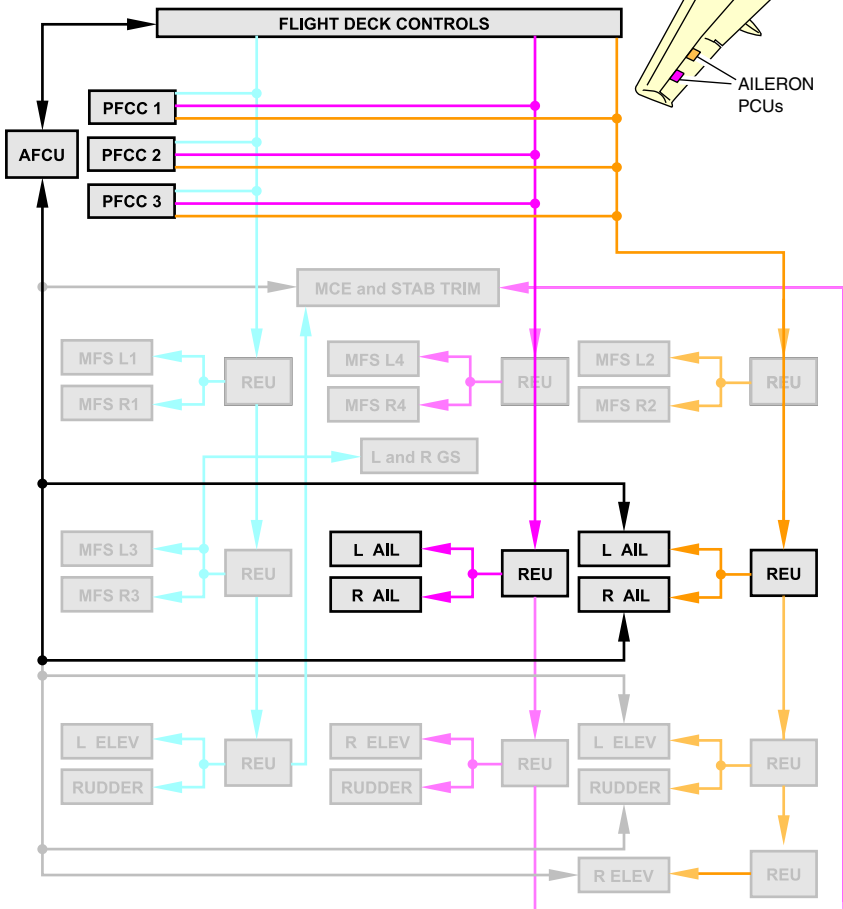 FLIGHT DECK CONTROLS
AILERON
PCUs
PFCC 1
AFCU
PFCC 2
PFCC 3
MCE and STAB TRIM
MFS L1
REU
MFS R1
MFS L4
REU
MFS R4
MFS L2
REU
MFS R2
L and R GS
MFS L3
REU
MFS R3
L AIL
REU
R AIL
L AIL
REU
R AIL
L ELEV
REU
RUDDER
R ELEV
REU
RUDDER
L ELEV
REU
RUDDER
R ELEV
REU